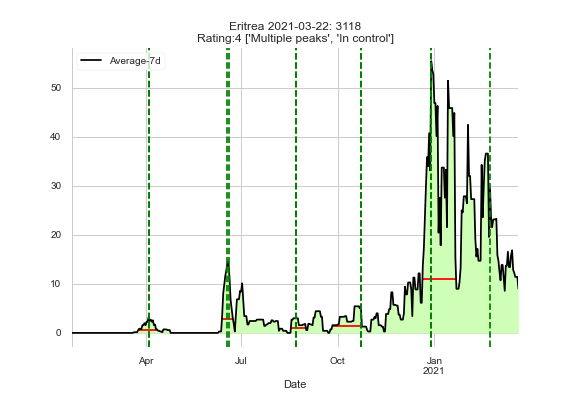 Eritrea 2021-03-22: 3118
Rating:4 ['Multiple peaks', 'In control']
Average-7d
50
40
30
20
10
0
Apr
Jul
Oct
Jan
2021
Date